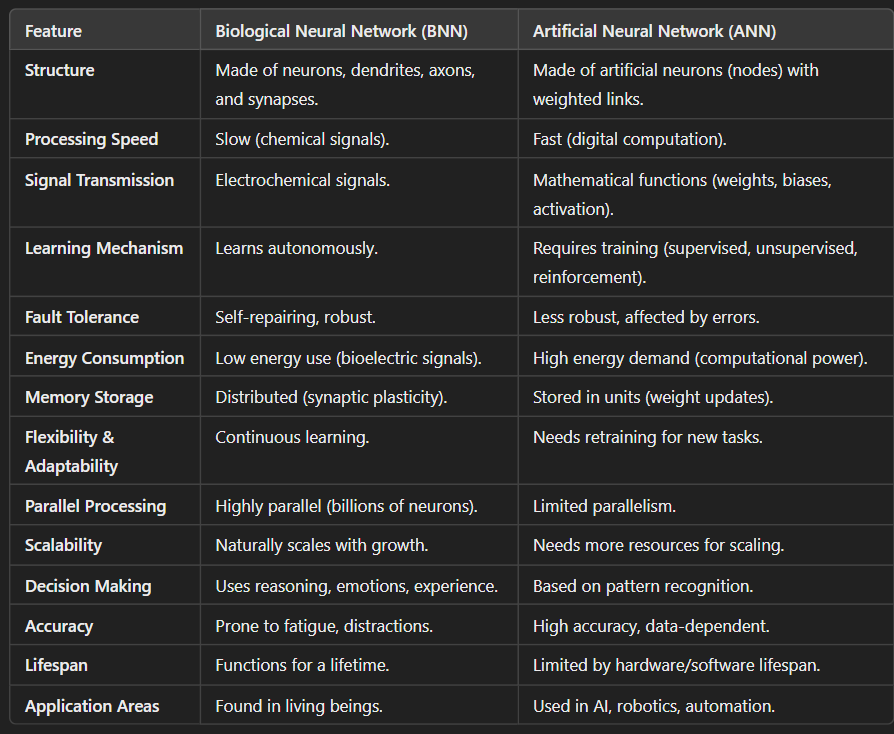 Feature Biological Neural Network (BNN) Artificial Neural Network (ANN)
Structure Made of neurons, dendrites, axons, Made of artificial neurons (nodes) with
and synapses. weighted links.
Processing Speed Slow (chemical signals). Fast (digital computation).
Signal Transmission Electrochemical signals. Mathematical functions (weights, biases,
activation).
Learning Mechanism Learns autonomously. Requires training (supervised, unsupervised,
reinforcement).
Fault Tolerance Self-repairing, robust. Less robust, affected by errors.
Energy Consumption Low energy use (bioelectric signals). High energy demand (computational power).
Memory Storage Distributed (synaptic plasticity). Stored in units (weight updates).
Flexibility & Continuous learning. Needs retraining for new tasks.
Adaptability
Parallel Processing Highly parallel (billions of neurons). Limited parallelism.
Scalability Naturally scales with growth. Needs more resources for scaling.
Decision Making Uses reasoning, emotions, experience. Based on pattern recognition.
Accuracy Prone to fatigue, distractions. High accuracy, data-dependent.
Lifespan Functions for a lifetime. Limited by hardware/software lifespan.
Application Areas Found in living beings. Used in AI, robotics, automation.